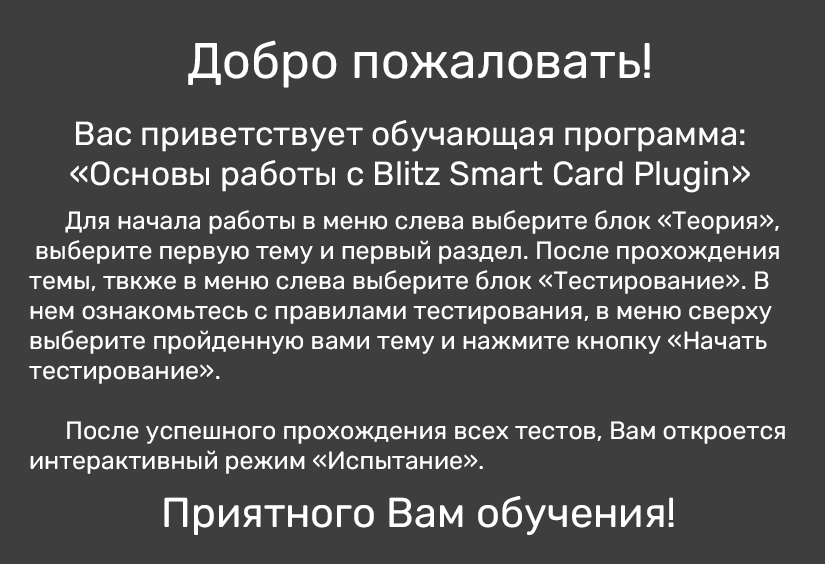 Добро пожаловать!
Вас приветствует обучающая программа:
«Основы работы с Blitz Smart Card Plugin»
Для начала работы в меню слева выберите блок «Теория»,
выберите первую тему и первый раздел. После прохождения
темы, твкже в меню слева выберите блок «Тестирование». В
нем ознакомьтесь с правилами тестирования, в меню сверху
выберите пройденную вами тему и нажмите кнопку «Начать
тестирование».
После успешного прохождения всех тестов, Вам откроется
интерактивный режим «Испытание».
Приятного Вам обучения!